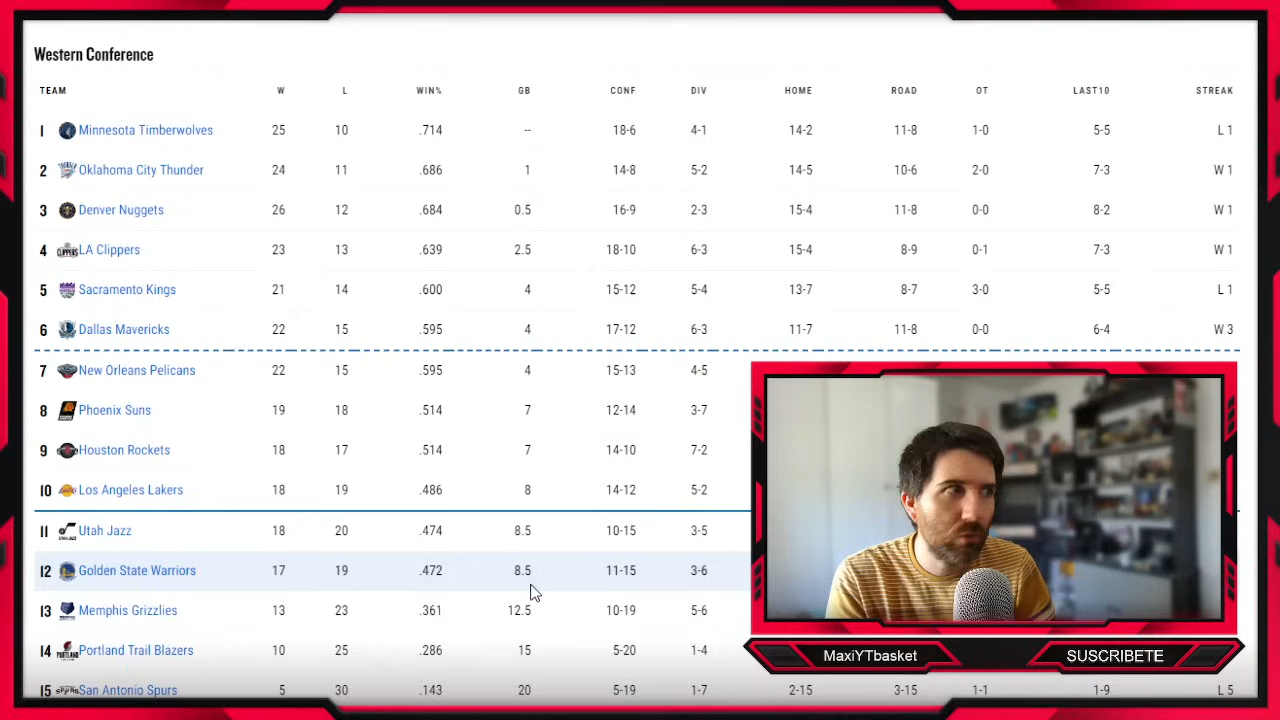 Western Conference
TEAM W L WIN% GB CONF DIV HOME ROAD OT LAST10 STREAK
1 Minnesota Timberwolves 25 10 .714 -- 18-6 4-1 14-2 11-8 1-0 5-5 L 1
2 Oklahoma City Thunder 24 11 .686 1 14-8 5-2 14-5 10-6 2-0 7-3 W 1
3 Denver Nuggets 26 12 .684 0.5 16-9 2-3 15-4 11-8 0-0 8-2 W 1
4 LA Clippers 23 13 .639 2.5 18-10 6-3 15-4 8-9 0-1 7-3 W 1
5 Sacramento Kings 21 14 .600 4 15-12 5-4 13-7 8-7 3-0 5-5 L 1
6 Dallas Mavericks 22 15 .595 4 17-12 6-3 11-7 11-8 0-0 6-4 W 3
7 New Orleans Pelicans 22 15 .595 4 15-13 4-5
8 Phoenix Suns 19 18 .514 7 12-14 3-7
9 Houston Rockets 18 17 .514 7 14-10 7-2
10 Los Angeles Lakers 18 19 .486 8 14-12 5-2
11 Utah Jazz 18 20 .474 8.5 10-15 3-5
12 Golden State Warriors 17 19 .472 8.5 11-15 3-6
13 Memphis Grizzlies 13 23 .361 12.5 10-19 5-6
14 Portland Trail Blazers 10 25 .286 15 5-20 1-4
15 San Antonio Spurs 5 30 .143 20 5-19 1-7 2-15 3-15 1-1 1-9 L 5
MaxiYTbasket
SUSCRIBETE